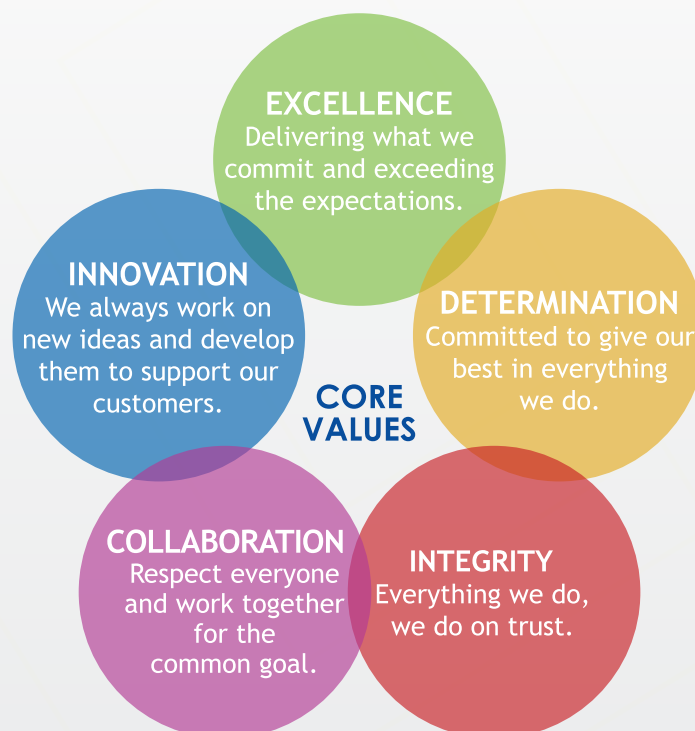 EXCELLENCE
Delivering what we
commit and exceeding
the expectations.
INNOVATION
We always work on
new ideas and develop
them to support our
customers.
DETERMINATION
Committed to give our
best in everything
we do.
CORE
VALUES
COLLABORATION
Respect everyone
and work together
for the
common goal.
INTEGRITY
Everything we do,
we do on trust.